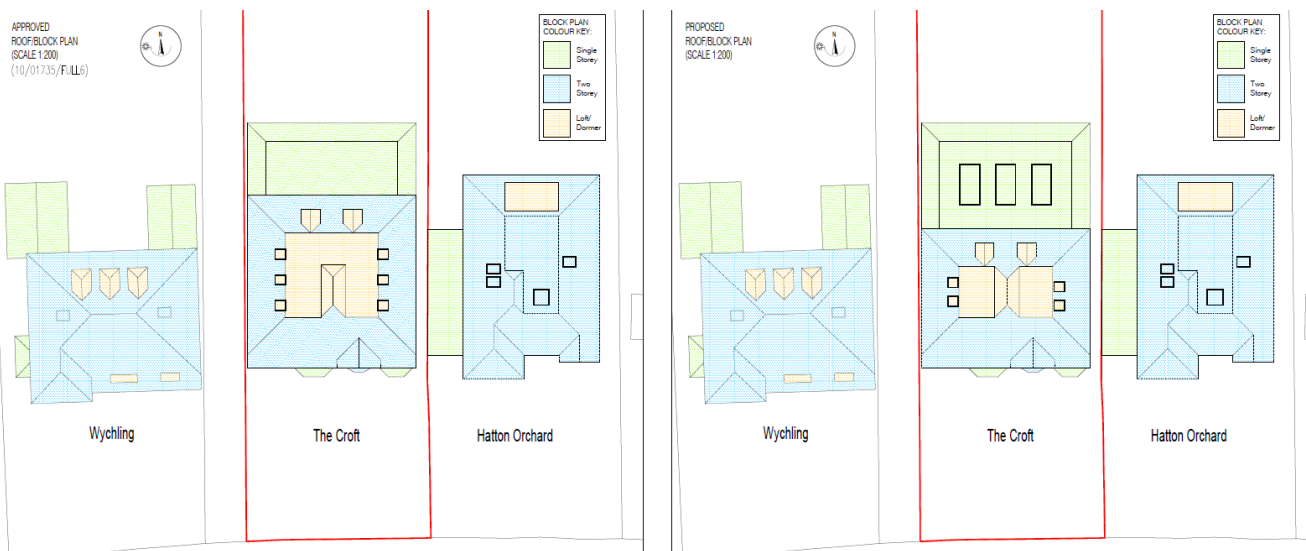 APPROVED
ROOF/BLOCK PLAN
(SCALE 1:200)
(10/01735/FULL6)
N
BLOCK PLAN
COLOUR KEY:
Single
Storey
Two
Storey
Loft/
Dormer
Wychling
The Croft
Hatton Orchard
PROPOSED
ROOF/BLOCK PLAN
(SCALE 1:200)
N
BLOCK PLAN
COLOUR KEY:
Single
Storey
Two
Storey
Loft/
Dormer
Wychling
The Croft
Hatton Orchard